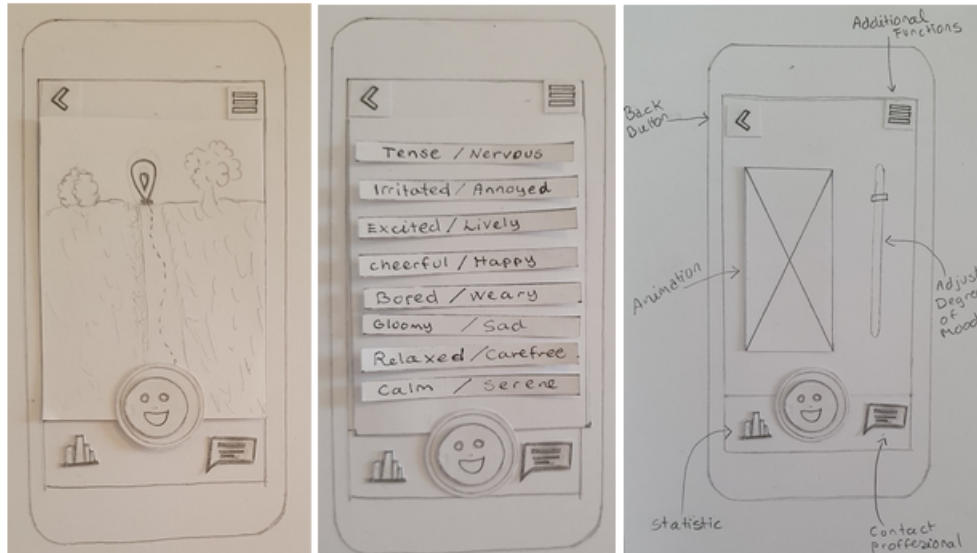 Tense / Nervous
Irritated / Annoyed
Excited / Lively
cheerful / Happy
Bored / Weary
Gloomy / Sad
Relaxed / Carefree
Calm / Serene
Additional
Functions
Back
Button
Animation
Adjust
Degree
of
Mood
Statistic
Contact
proffesional